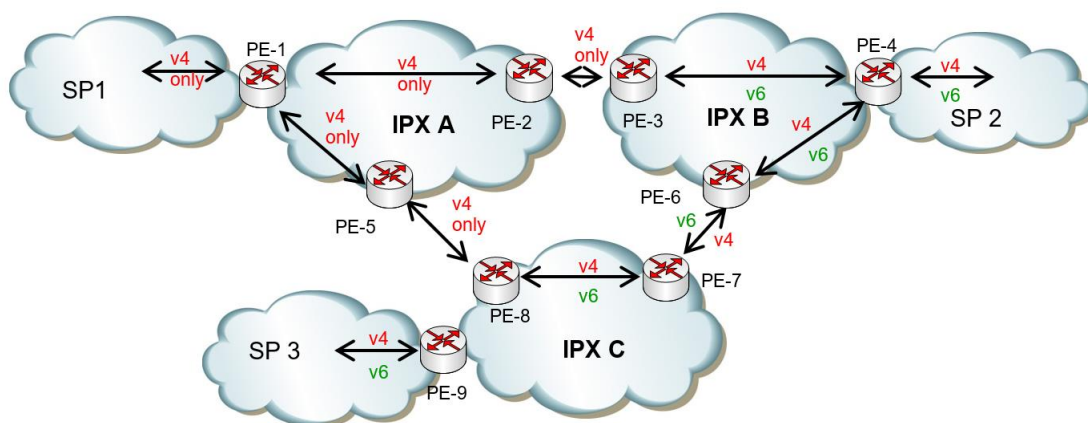 SP1
v4
only
PE-1
v4
only
IPX A
PE-2
v4
only
PE-3
v4
v6
IPX B
PE-4
v4
v6
SP 2
v4
only
PE-5
v4
v6
PE-6
v4
only
v6
v4
PE-7
PE-8
v4
v6
IPX C
SP 3
v4
v6
PE-9